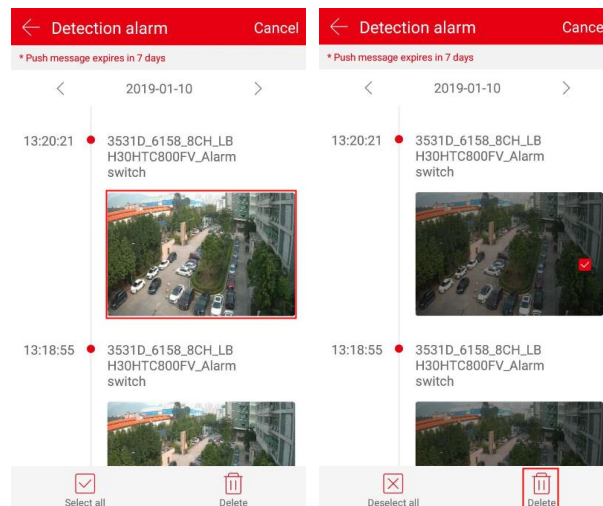 Detection alarm Cancel
* Push message expires in 7 days
< 2019-01-10 >
13:20:21 3531D_6158_8CH_LB
H30HTC800FV_Alarm
switch
13:18:55 3531D_6158_8CH_LB
H30HTC800FV_Alarm
switch
Select all Delete
Detection alarm Cance
* Push message expires in 7 days
< 2019-01-10 >
13:20:21 3531D_6158_8CH_LB
H30HTC800FV_Alarm
switch
13:18:55 3531D_6158_8CH_LB
H30HTC800FV_Alarm
switch
Deselect all Delete